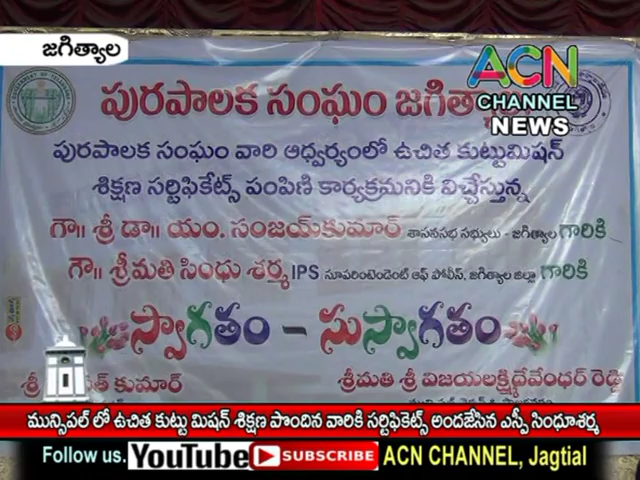 జగిత్యాల
ACN
CHANNEL
NEWS
పురపాలక సంఘం
పురపాలక సంఘం వారి ఆధ్వర్యంలో ఉచిత కుట్టుమిషన్
శిక్షణ సర్టిఫికేట్స్ పంపిణి కార్యక్రమనికి విచ్చేస్తున్న
గౌ॥ శ్రీ డా॥ యం. సంజయ్‌కుమార్ శాసనసభ సభ్యులు - జగిత్యాల గారికి
గౌ॥ శ్రీమతి సింధు శర్మ IPS సూపరింటెండెంట్ ఆఫ్ పోలీస్, జగిత్యాల జిల్లా గారికి
స్వాగతం – సుస్వాగతం
కుమార్ శ్రీమతి శ్రీ విజయలక్ష్మిదేవేందర్ రెడ్డి
మున్సిపల్ లో ఉచిత కుట్టు మిషన్ శిక్షణ పొందిన వారికి సర్టిఫికెట్స్ అందజేసిన ఎస్పీ సింధూశర్మ
Follow us. YouTube SUBSCRIBE ACN CHANNEL, Jagtial